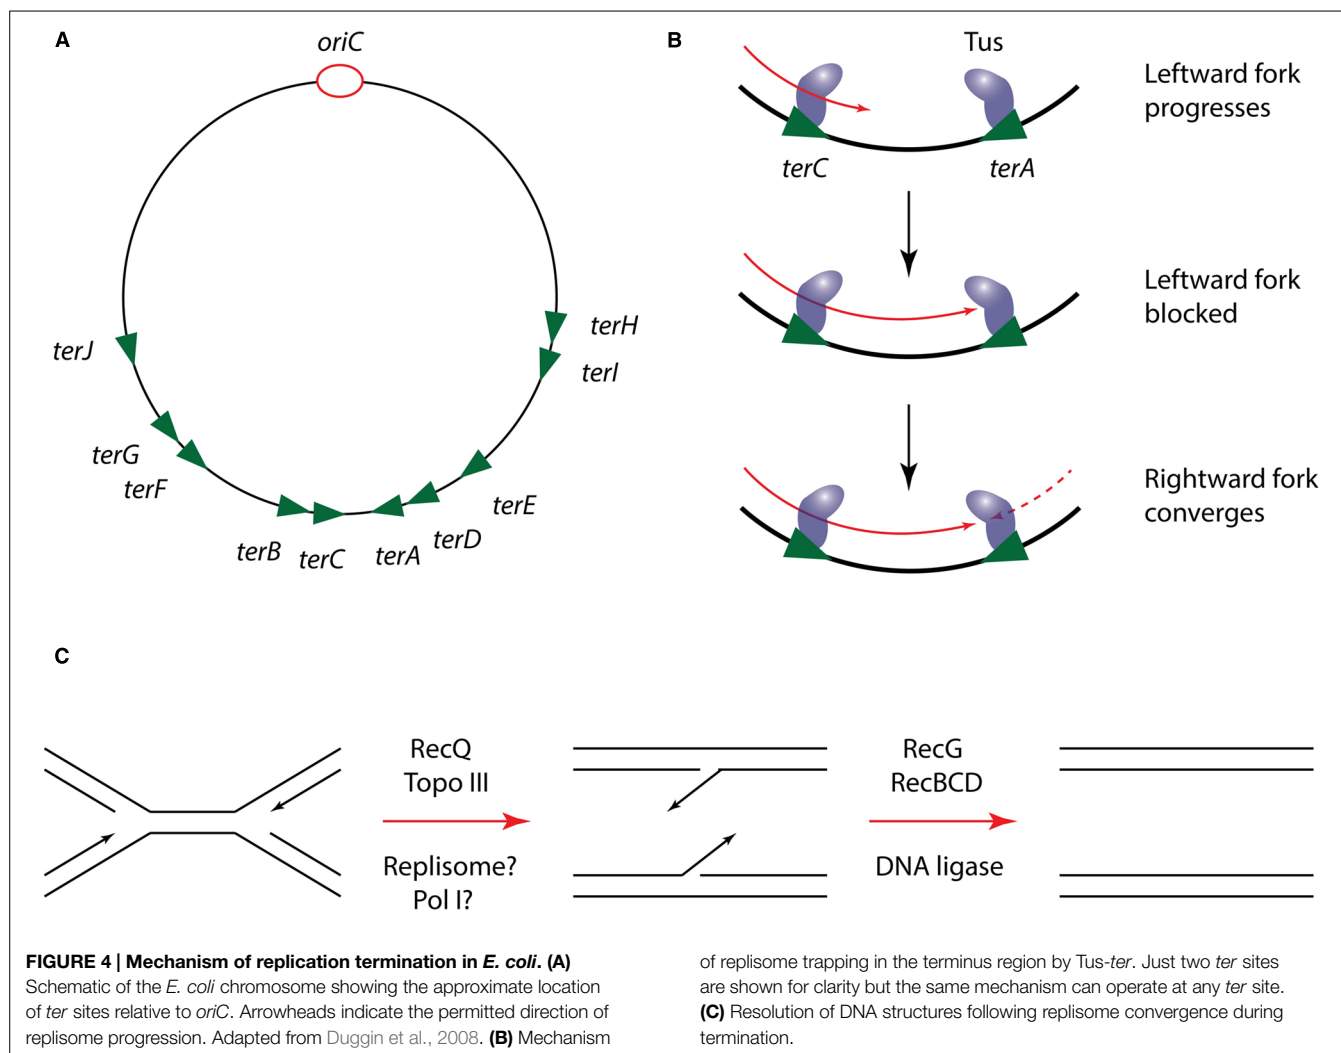 A
oriC
terJ
terG
terF
terB
terC
terA
terD
terE
terI
terH
B
Tus
terC
terA
Leftward fork
progresses
Leftward fork
blocked
Rightward fork
converges
C
RecQ
Topo III
Replisome?
Pol I?
RecG
RecBCD
DNA ligase
FIGURE 4 | Mechanism of replication termination in E. coli. (A)
Schematic of the E. coli chromosome showing the approximate location
of ter sites relative to oriC. Arrowheads indicate the permitted direction of
replisome progression. Adapted from Duggin et al., 2008. (B) Mechanism
of replisome trapping in the terminus region by Tus-ter. Just two ter sites
are shown for clarity but the same mechanism can operate at any ter site.
(C) Resolution of DNA structures following replisome convergence during
termination.